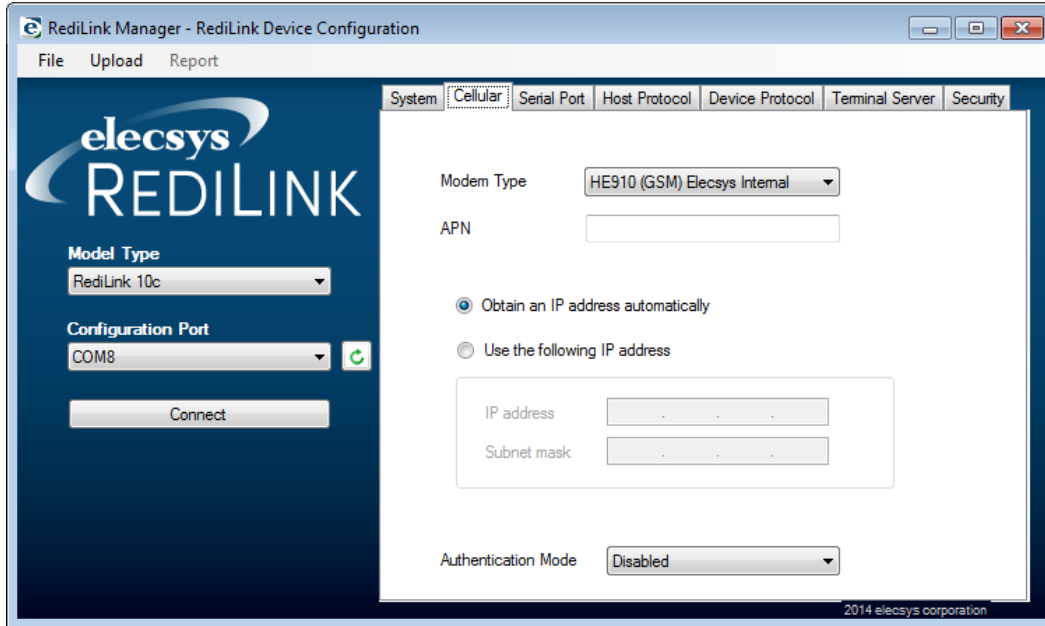 RediLink Manager - RediLink Device Configuration
File Upload Report
System Cellular Serial Port Host Protocol Device Protocol Terminal Server Security
elecsys
REDILINK
Model Type
RediLink 10c
Configuration Port
COM8
Connect
Modem Type HE910 (GSM) Elecsys Internal
APN
Obtain an IP address automatically
Use the following IP address
IP address . . .
Subnet mask . . .
Authentication Mode Disabled
2014 elecsys corporation